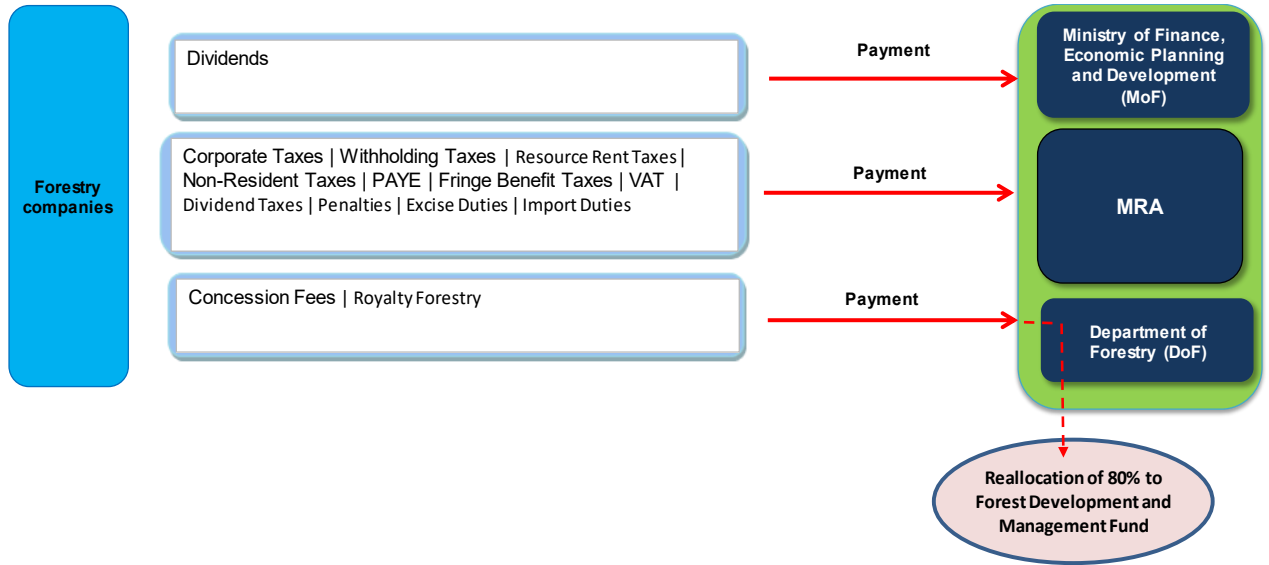 Forestry
companies
Dividends
Payment
Ministry of Finance,
Economic Planning
and Development
(MoF)
Corporate Taxes | Withholding Taxes | Resource Rent Taxes |
Non-Resident Taxes | PAYE | Fringe Benefit Taxes | VAT |
Dividend Taxes | Penalties | Excise Duties | Import Duties
Payment
MRA
Concession Fees | Royalty Forestry
Payment
Department of
Forestry (DoF)
Reallocation of 80% to
Forest Development and
Management Fund